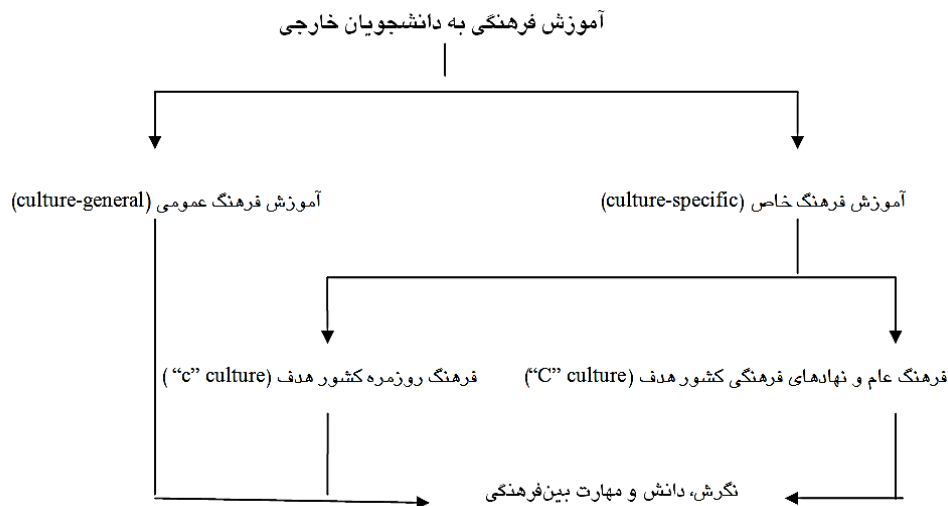 آموزش فرهنگی به دانشجویان خارجی
آموزش فرهنگ خاص (culture-specific)
آموزش فرهنگ عمومی (culture-general)
فرهنگ عام و نهادهای فرهنگی کشور هدف (“C” culture)
فرهنگ روزمره کشور هدف (“c” culture )
نگرش، دانش و مهارت بین‌فرهنگی